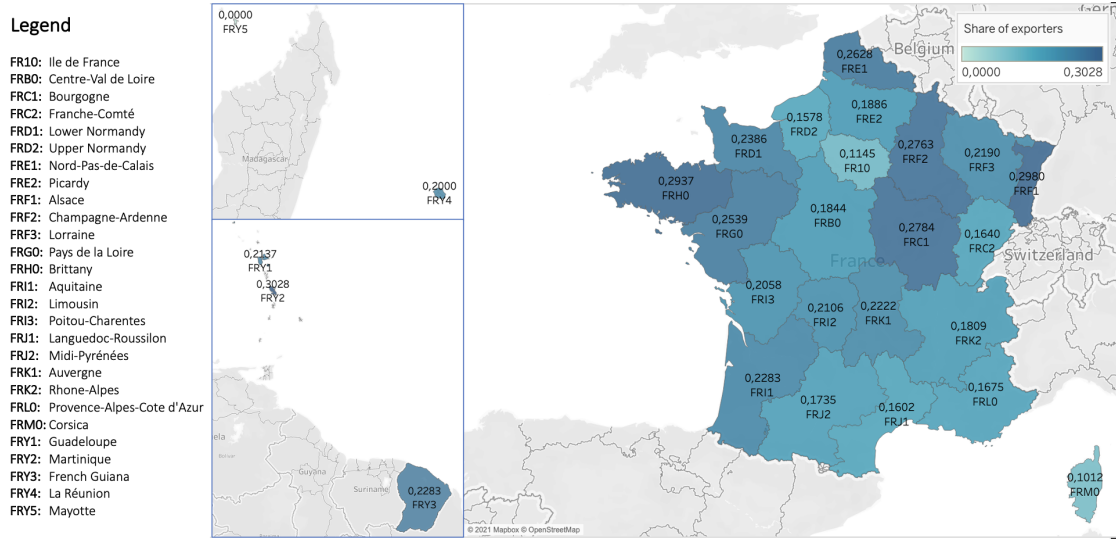 Legend
FR10: Ile de France
FRB0: Centre-Val de Loire
FRC1: Bourgogne
FRC2: Franche-Comté
FRD1: Lower Normandy
FRD2: Upper Normandy
FRE1: Nord-Pas-de-Calais
FRE2: Picardy
FRF1: Alsace
FRF2: Champagne-Ardenne
FRF3: Lorraine
FRG0: Pays de la Loire
FRH0: Brittany
FRI1: Aquitaine
FRI2: Limousin
FRI3: Poitou-Charentes
FRJ1: Languedoc-Roussilon
FRJ2: Midi-Pyrénées
FRK1: Auvergne
FRK2: Rhone-Alpes
FRL0: Provence-Alpes-Cote d'Azur
FRM0: Corsica
FRY1: Guadeloupe
FRY2: Martinique
FRY3: French Guiana
FRY4: La Réunion
FRY5: Mayotte
0,0000
FRY5
Madagascar
0,2000
FRY4
0,2137
FRY1
0,3028
FRY2
Guyana
Suriname
0,2283
FRY3
Share of exporters
0,0000 0,3028
Belgium
0,2628
FRE1
0,1886
FRE2
0,1578
FRD2
0,2386
FRD1
0,1145
FR10
0,2763
FRF2
0,2190
FRF3
0,2980
FRF1
0,2937
FRH0
0,2539
FRG0
0,1844
FRB0
0,2784
FRC1
0,1640
FRC2
Switzerland
France
0,2058
FRI3
0,2106
FRI2
0,2222
FRK1
0,1809
FRK2
0,2283
FRI1
0,1735
FRJ2
0,1602
FRJ1
0,1675
FRL0
0,1012
FRM0
© 2021 Mapbox © OpenStreetMap